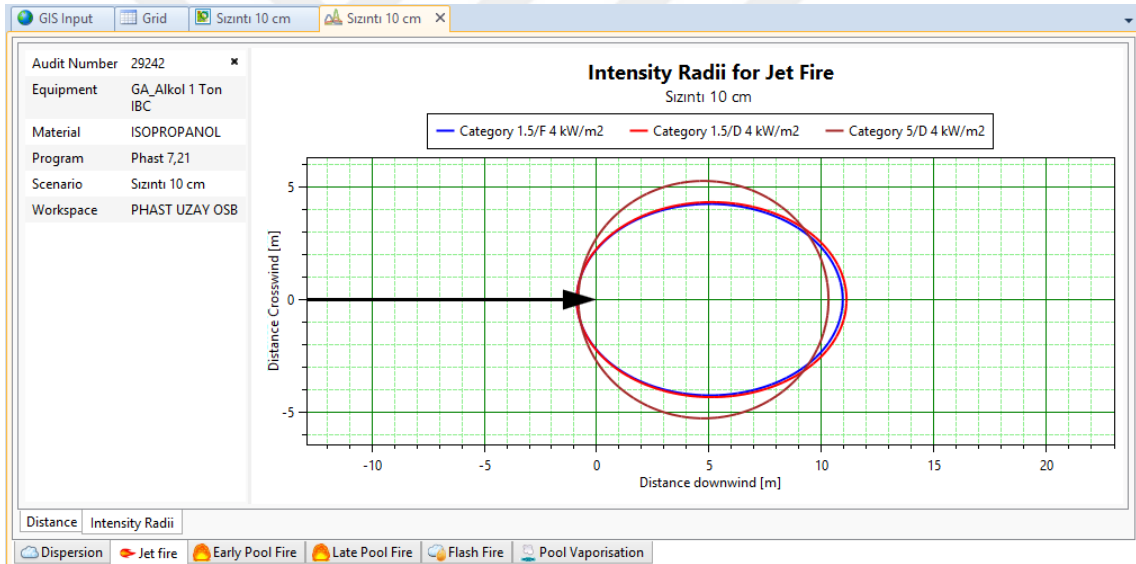 GIS Input
Grid
Sızıntı 10 cm
Sızıntı 10 cm
Audit Number 29242
Equipment GA_Alkol 1 Ton
IBC
Material ISOPROPANOL
Program Phast 7,21
Scenario Sızıntı 10 cm
Workspace PHAST UZAY OSB
Intensity Radii for Jet Fire
Sızıntı 10 cm
Category 1.5/F 4 kW/m2 Category 1.5/D 4 kW/m2 Category 5/D 4 kW/m2
Distance Crosswind [m]
5
0
-5
-10 -5 0 5 10 15 20
Distance downwind [m]
Distance Intensity Radii
Dispersion Jet fire Early Pool Fire Late Pool Fire Flash Fire Pool Vaporisation